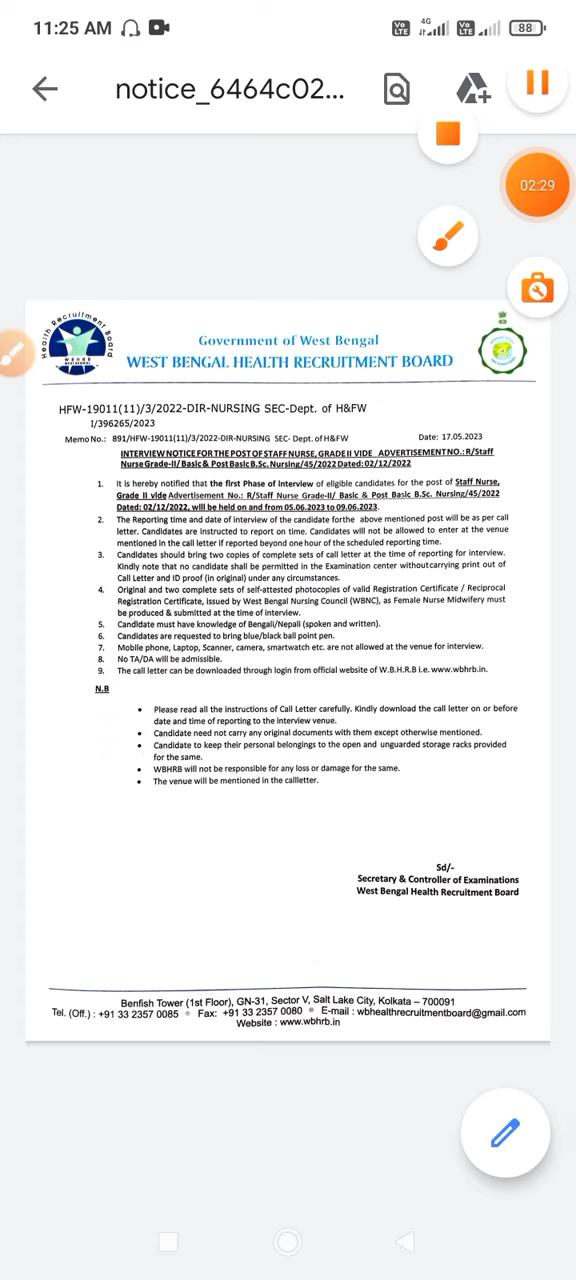 11:25 AM
Vo LTE 4G Vo LTE 88
notice_6464c02...
02:29
Health Recruitment Board
W B H R B
Government of West Bengal
WEST BENGAL HEALTH RECRUITMENT BOARD
HFW-19011(11)/3/2022-DIR-NURSING SEC-Dept. of H&FW
I/396265/2023
Memo No.: 891/HFW-19011(11)/3/2022-DIR-NURSING SEC- Dept. of H&FW Date: 17.05.2023
INTERVIEW NOTICE FOR THE POST OF STAFF NURSE, GRADE II VIDE ADVERTISEMENT NO.: R/Staff
Nurse Grade-II/ Basic & Post Basic B.Sc. Nursing/45/2022 Dated: 02/12/2022
1. It is hereby notified that the first Phase of Interview of eligible candidates for the post of Staff Nurse,
Grade II vide Advertisement No.: R/Staff Nurse Grade-II/ Basic & Post Basic B.Sc. Nursing/45/2022
Dated: 02/12/2022, will be held on and from 05.06.2023 to 09.06.2023.
2. The Reporting time and date of interview of the candidate forthe above mentioned post will be as per call
letter. Candidates are instructed to report on time. Candidates will not be allowed to enter at the venue
mentioned in the call letter if reported beyond one hour of the scheduled reporting time.
3. Candidates should bring two copies of complete sets of call letter at the time of reporting for interview.
Kindly note that no candidate shall be permitted in the Examination center withoutcarrying print out of
Call Letter and ID proof (in original) under any circumstances.
4. Original and two complete sets of self-attested photocopies of valid Registration Certificate / Reciprocal
Registration Certificate, issued by West Bengal Nursing Council (WBNC), as Female Nurse Midwifery must
be produced & submitted at the time of interview.
5. Candidate must have knowledge of Bengali/Nepali (spoken and written).
6. Candidates are requested to bring blue/black ball point pen.
7. Mobile phone, Laptop, Scanner, camera, smartwatch etc. are not allowed at the venue for interview.
8. No TA/DA will be admissible.
9. The call letter can be downloaded through login from official website of W.B.H.R.B i.e. www.wbhrb.in.
N.B
• Please read all the instructions of Call Letter carefully. Kindly download the call letter on or before
date and time of reporting to the interview venue.
• Candidate need not carry any original documents with them except otherwise mentioned.
• Candidate to keep their personal belongings to the open and unguarded storage racks provided
for the same.
• WBHRB will not be responsible for any loss or damage for the same.
• The venue will be mentioned in the callletter.
Sd/-
Secretary & Controller of Examinations
West Bengal Health Recruitment Board
Benfish Tower (1st Floor), GN-31, Sector V, Salt Lake City, Kolkata – 700091
Tel. (Off.) : +91 33 2357 0085 • Fax: +91 33 2357 0080 • E-mail : wbhealthrecruitmentboard@gmail.com
Website : www.wbhrb.in